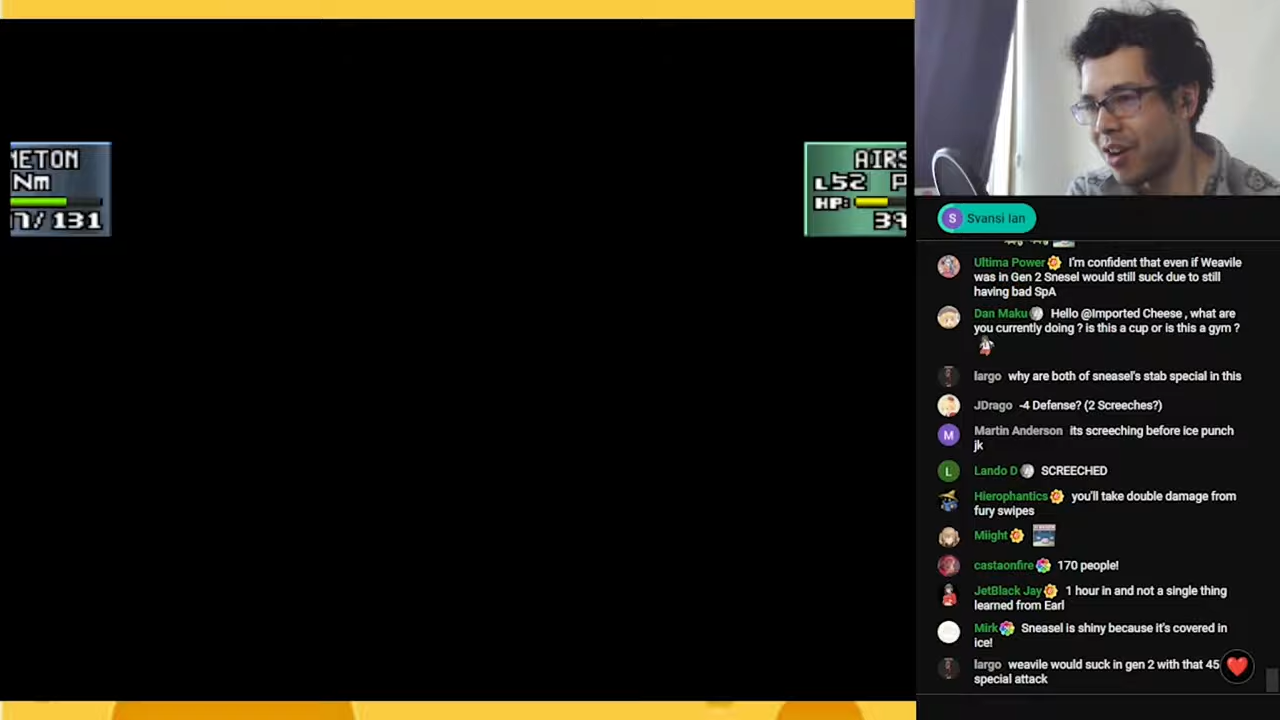 METON
Nm
7/ 131
AIRS
L52 P
HP:
39
Svansi Ian
Ultima Power I'm confident that even if Weavile
was in Gen 2 Snesel would still suck due to still
having bad SpA
Dan Maku Hello @Imported Cheese , what are
you currently doing ? is this a cup or is this a gym ?
largo why are both of sneasel's stab special in this
JDrago -4 Defense? (2 Screeches?)
M Martin Anderson its screeching before ice punch
jk
L Lando D SCREECHED
Hierophantics you'll take double damage from
fury swipes
Miight
castaonfire 170 people!
JetBlack Jay 1 hour in and not a single thing
learned from Earl
Mirk Sneasel is shiny because it's covered in
ice!
largo weavile would suck in gen 2 with that 45
special attack